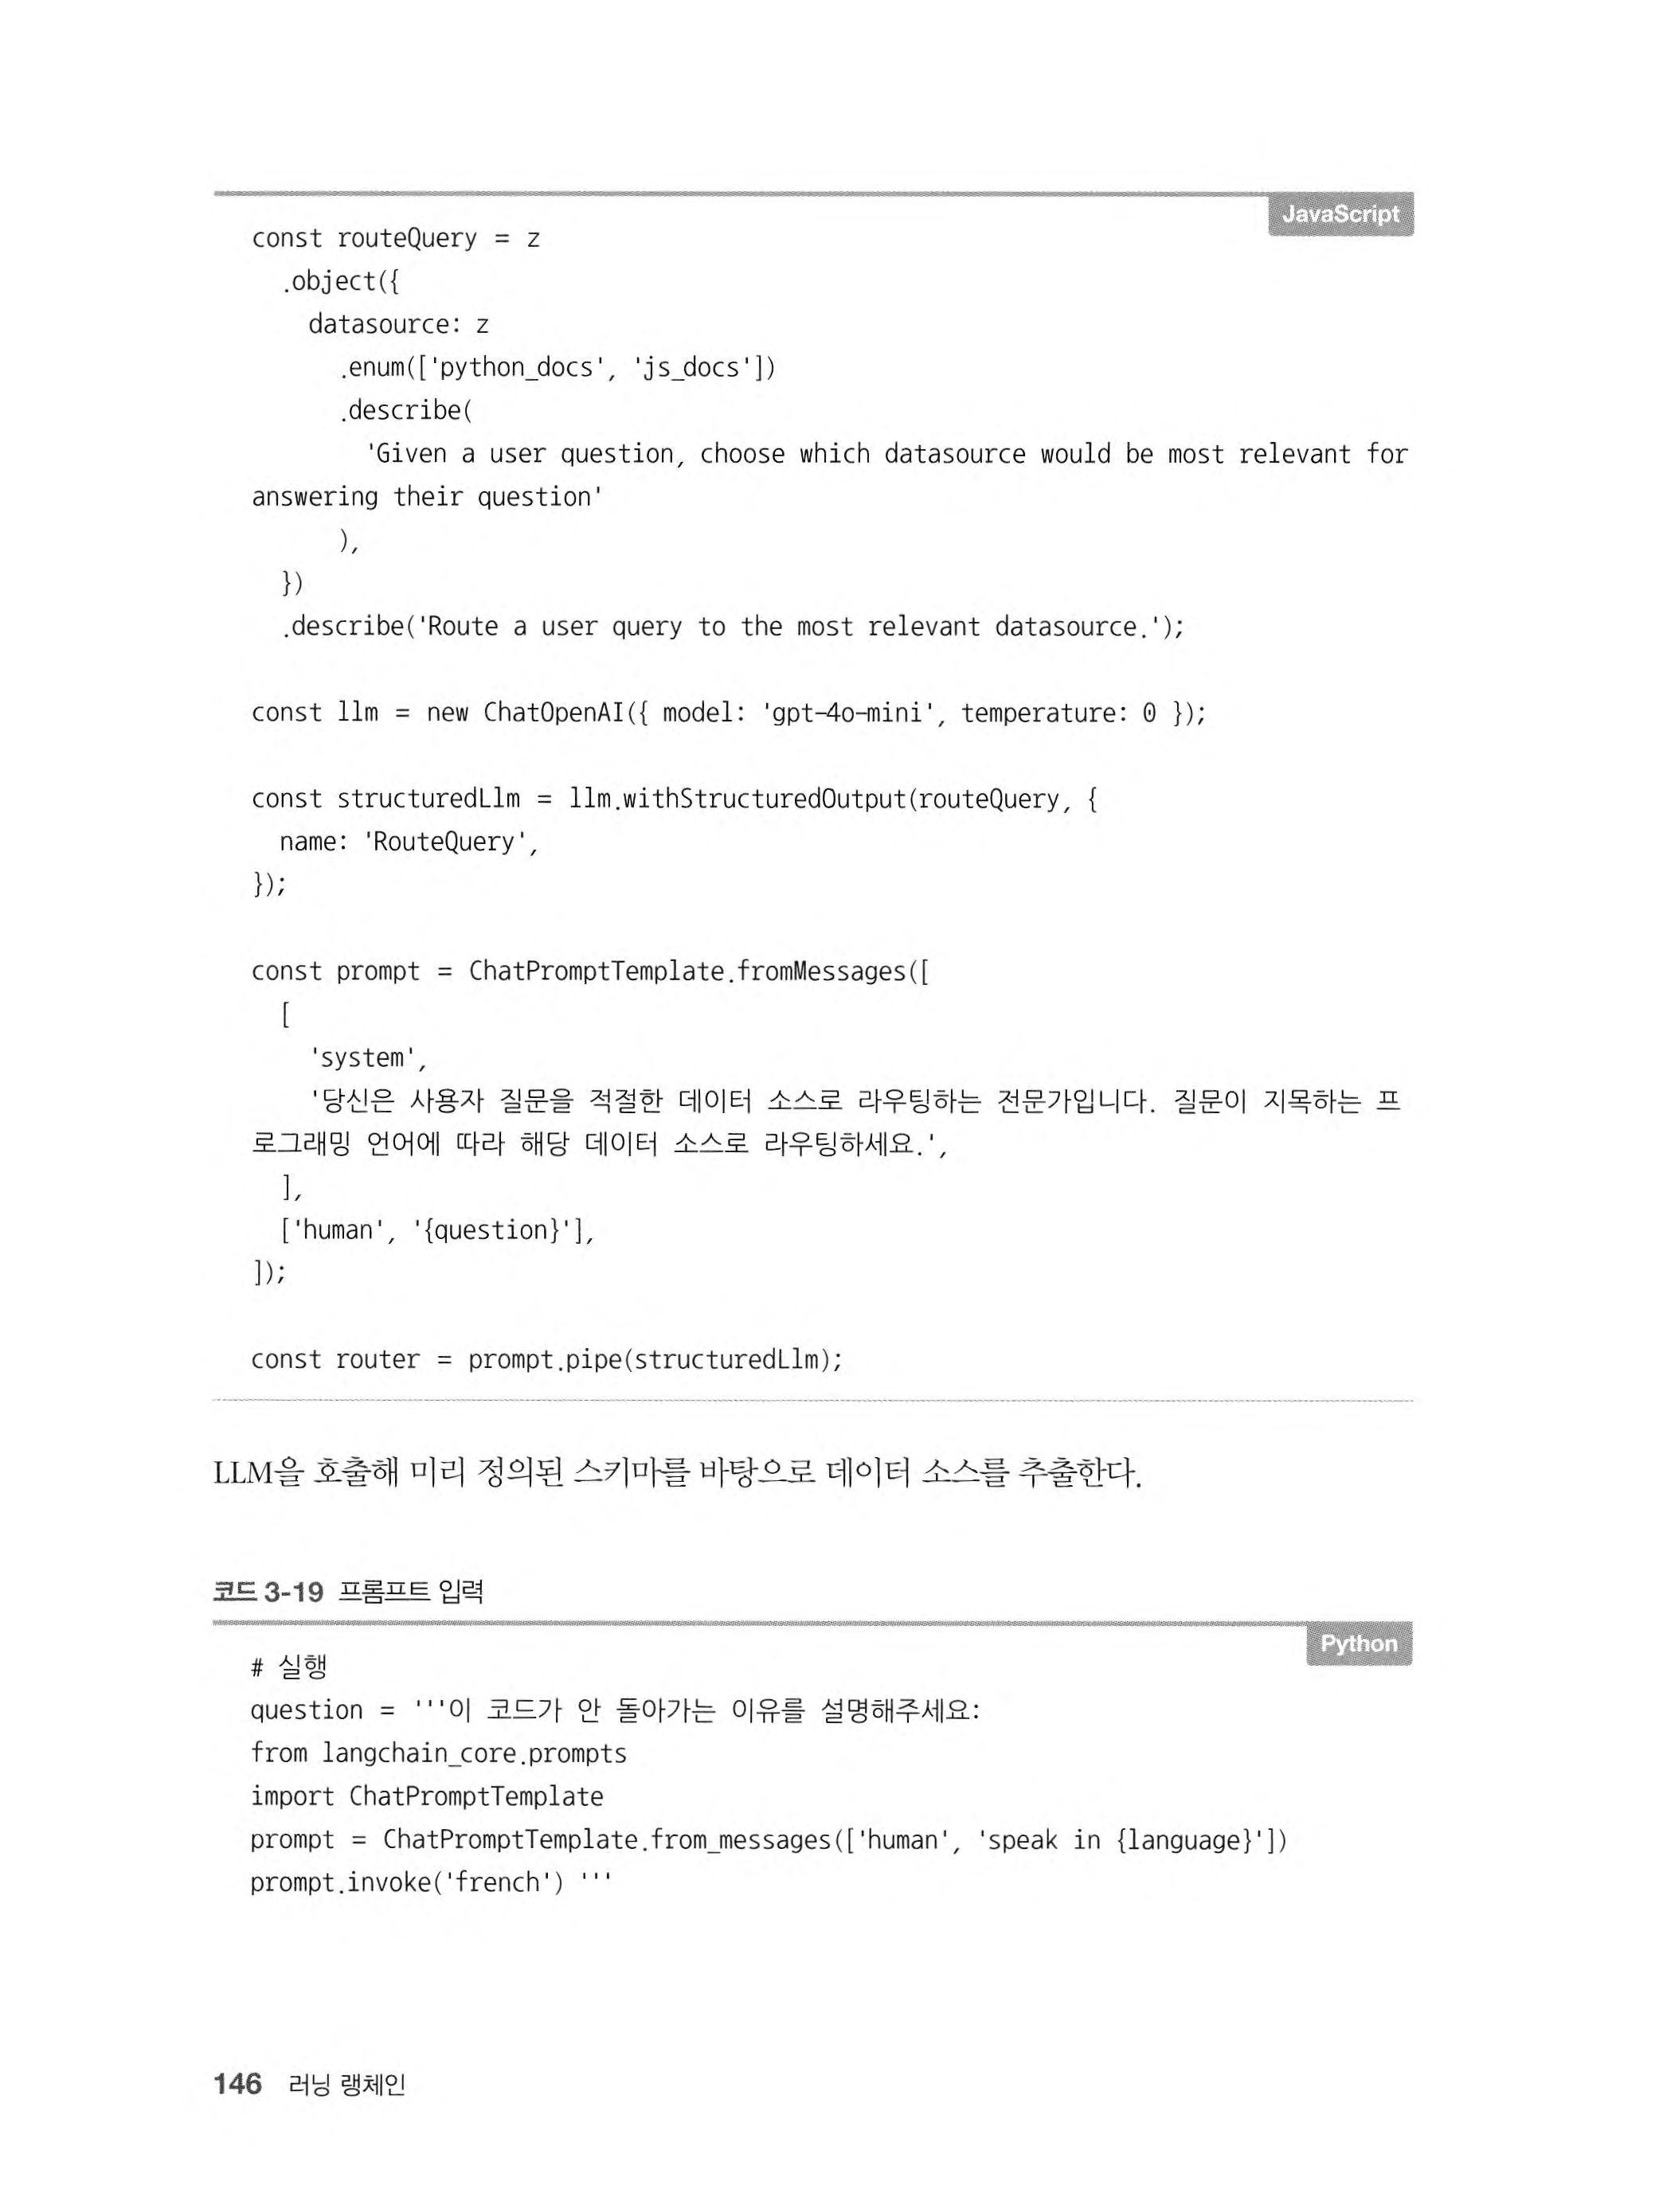 JavaScript
const routeQuery = z
  .object({
    datasource: z
      .enum(['python_docs', 'js_docs'])
      .describe(
        'Given a user question, choose which datasource would be most relevant for
answering their question'
      ),
  })
  .describe('Route a user query to the most relevant datasource.');
const llm = new ChatOpenAI({ model: 'gpt-4o-mini', temperature: 0 });
const structuredLlm = llm.withStructuredOutput(routeQuery, {
  name: 'RouteQuery',
});
const prompt = ChatPromptTemplate.fromMessages([
  [
    'system',
    '당신은 사용자 질문을 적절한 데이터 소스로 라우팅하는 전문가입니다. 질문이 지목하는 프
로그래밍 언어에 따라 해당 데이터 소스로 라우팅하세요.',
  ],
  ['human', '{question}'],
]);
const router = prompt.pipe(structuredLlm);
LLM을 호출해 미리 정의된 스키마를 바탕으로 데이터 소스를 추출한다.
코드 3-19 프롬프트 입력
Python
# 실행
question = '''이 코드가 안 돌아가는 이유를 설명해주세요:
from langchain_core.prompts
import ChatPromptTemplate
prompt = ChatPromptTemplate.from_messages(['human', 'speak in {language}'])
prompt.invoke('french') '''
146 러닝 랭체인